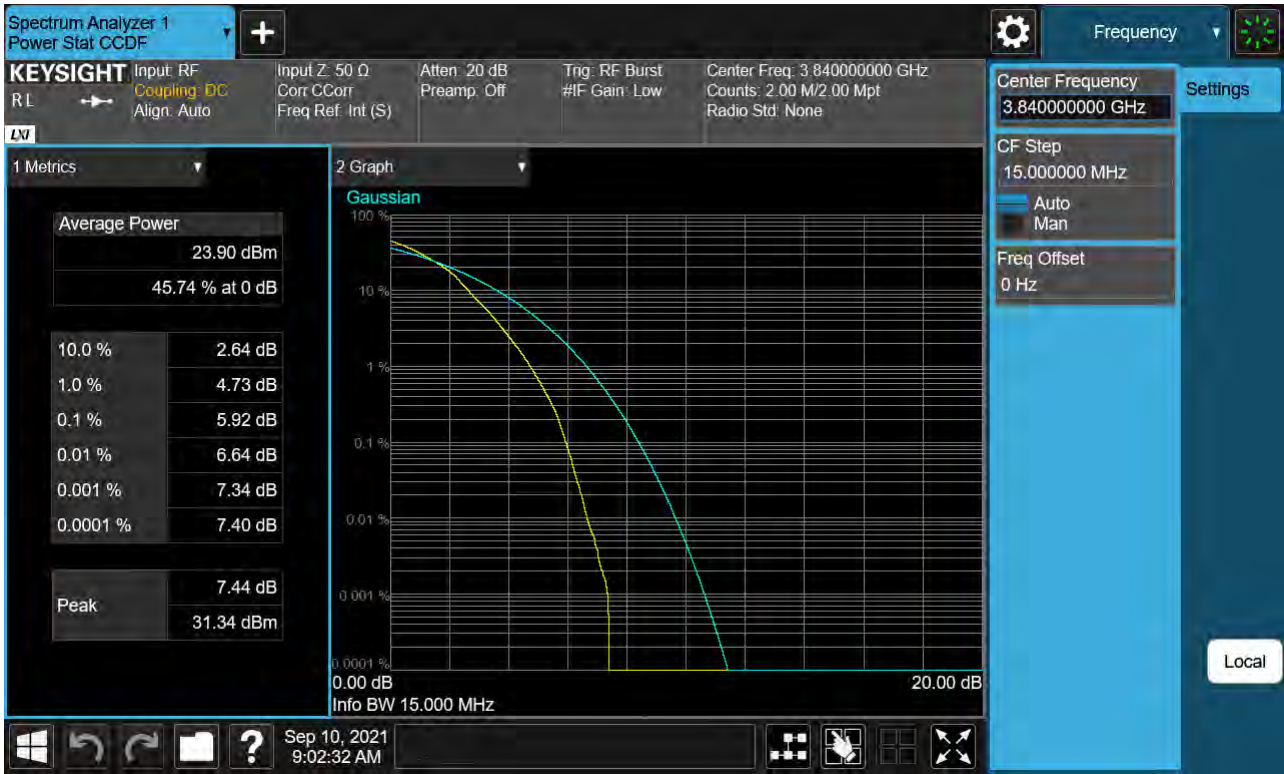 Spectrum Analyzer 1
Power Stat CCDF
+
Frequency
KEYSIGHT
RL
LXI
Input: RF
Coupling: DC
Align: Auto
Input Z: 50 Ω
Corr CCorr
Freq Ref: Int (S)
Atten: 20 dB
Preamp: Off
Trig: RF Burst
#IF Gain: Low
Center Freq: 3.840000000 GHz
Counts: 2.00 M/2.00 Mpt
Radio Std: None
Center Frequency
3.840000000 GHz
Settings
CF Step
15.000000 MHz
Auto
Man
Freq Offset
0 Hz
1 Metrics
Average Power
23.90 dBm
45.74 % at 0 dB
10.0 % 2.64 dB
1.0 % 4.73 dB
0.1 % 5.92 dB
0.01 % 6.64 dB
0.001 % 7.34 dB
0.0001 % 7.40 dB
Peak
7.44 dB
31.34 dBm
2 Graph
Gaussian
100 %
10 %
1 %
0.1 %
0.01 %
0.001 %
0.0001 %
0.00 dB 20.00 dB
Info BW 15.000 MHz
Local
?
Sep 10, 2021
9:02:32 AM